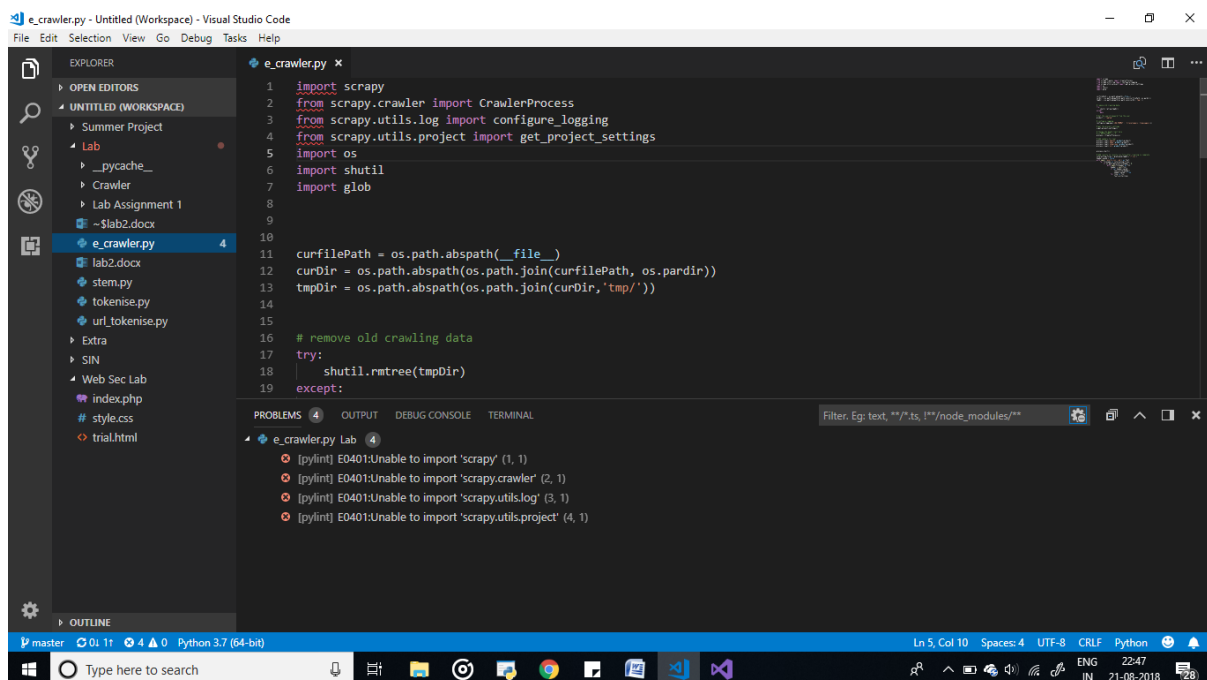 e_crawler.py - Untitled (Workspace) - Visual Studio Code
File Edit Selection View Go Debug Tasks Help
EXPLORER
OPEN EDITORS
UNTITLED (WORKSPACE)
Summer Project
Lab
__pycache__
Crawler
Lab Assignment 1
~$lab2.docx
e_crawler.py 4
lab2.docx
stem.py
tokenise.py
url_tokenise.py
Extra
SIN
Web Sec Lab
index.php
style.css
trial.html
OUTLINE
e_crawler.py
1 import scrapy
2 from scrapy.crawler import CrawlerProcess
3 from scrapy.utils.log import configure_logging
4 from scrapy.utils.project import get_project_settings
5 import os
6 import shutil
7 import glob
8
9
10
11 curfilePath = os.path.abspath(__file__)
12 curDir = os.path.abspath(os.path.join(curfilePath, os.pardir))
13 tmpDir = os.path.abspath(os.path.join(curDir,'tmp/'))
14
15
16 # remove old crawling data
17 try:
18 shutil.rmtree(tmpDir)
19 except:
PROBLEMS 4 OUTPUT DEBUG CONSOLE TERMINAL Filter. Eg: text, **/*.ts, !**/node_modules/**
e_crawler.py Lab 4
[pylint] E0401:Unable to import 'scrapy' (1, 1)
[pylint] E0401:Unable to import 'scrapy.crawler' (2, 1)
[pylint] E0401:Unable to import 'scrapy.utils.log' (3, 1)
[pylint] E0401:Unable to import 'scrapy.utils.project' (4, 1)
master 0↓ 1↑ 4 0 Python 3.7 (64-bit) Ln 5, Col 10 Spaces: 4 UTF-8 CRLF Python
Type here to search
ENG
IN
22:47
21-08-2018
28